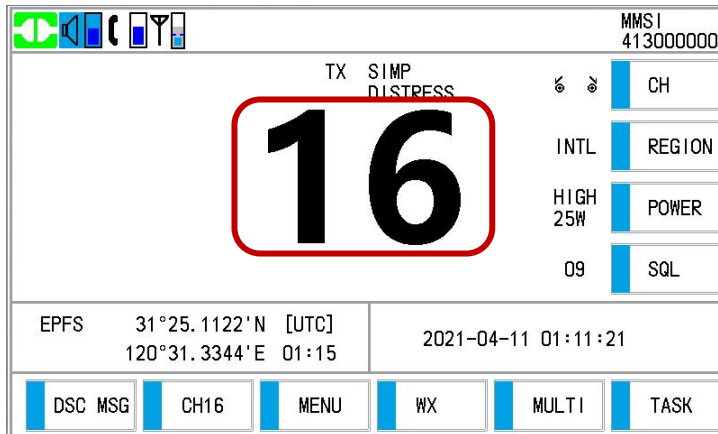 MMSI
413000000
TX SIMP
DISTRESS
CH
16
INTL REGION
HIGH
25W
POWER
09 SQL
EPFS 31°25.1122'N [UTC]
120°31.3344'E 01:15
2021-04-11 01:11:21
DSC MSG CH16 MENU WX MULTI TASK